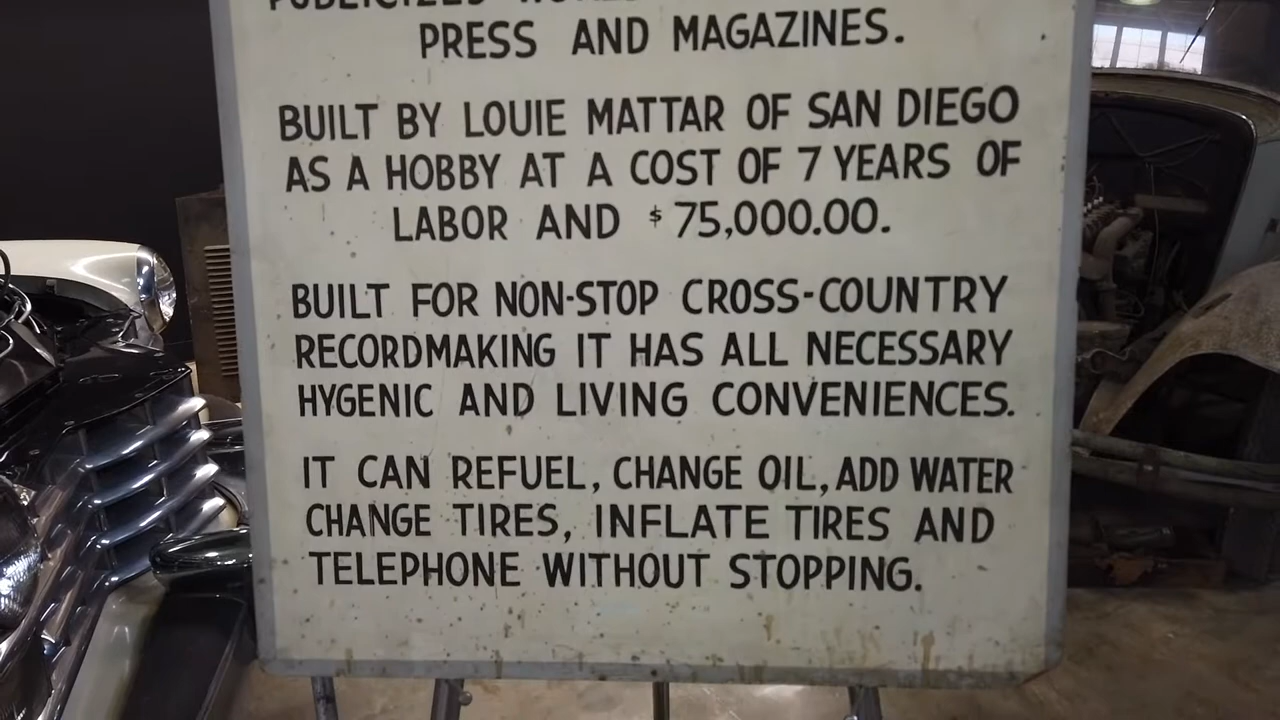 PUBLICIZED
PRESS AND MAGAZINES.
BUILT BY LOUIE MATTAR OF SAN DIEGO
AS A HOBBY AT A COST OF 7 YEARS OF
LABOR AND $75,000.00.
BUILT FOR NON-STOP CROSS-COUNTRY
RECORDMAKING IT HAS ALL NECESSARY
HYGENIC AND LIVING CONVENIENCES.
IT CAN REFUEL, CHANGE OIL, ADD WATER
CHANGE TIRES, INFLATE TIRES AND
TELEPHONE WITHOUT STOPPING.